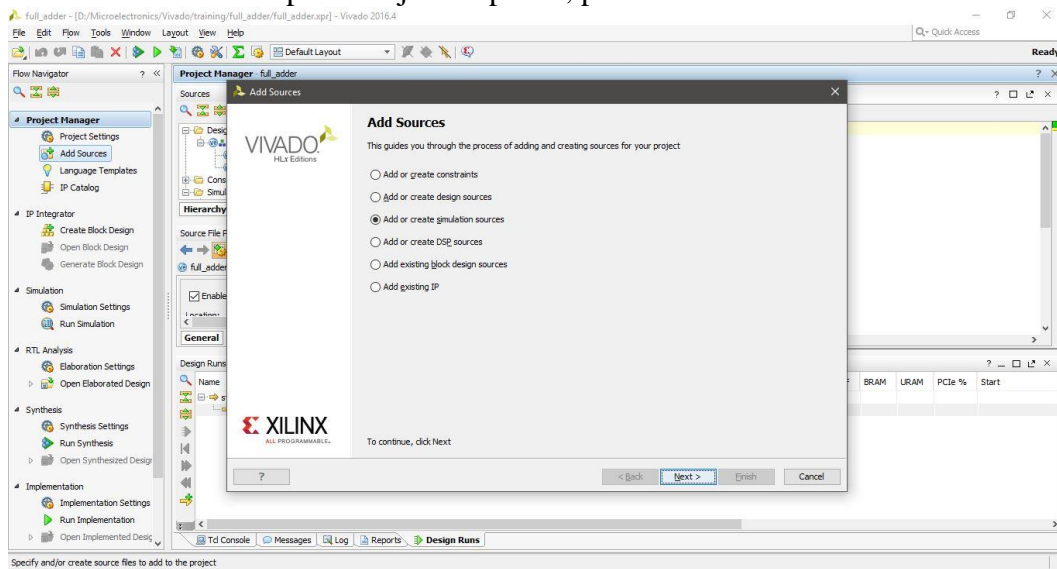 full_adder - [D:/Microelectronics/Vivado/training/full_adder/full_adder.xpr] - Vivado 2016.4
File Edit Flow Tools Window Layout View Help
Q- Quick Access
Default Layout
Ready
Flow Navigator
Project Manager
Project Settings
Add Sources
Language Templates
IP Catalog
IP Integrator
Create Block Design
Open Block Design
Generate Block Design
Simulation
Simulation Settings
Run Simulation
RTL Analysis
Elaboration Settings
Open Elaborated Design
Synthesis
Synthesis Settings
Run Synthesis
Open Synthesized Design
Implementation
Implementation Settings
Run Implementation
Open Implemented Desig
Project Manager full_adder
Sources
Desig
Cons
Simul
Hierarchy
Source File P
full_adder
Enable
General
Design Runs
Name
BRAM URAM PCIe % Start
Add Sources
VIVADO
HLx Editions
Add Sources
This guides you through the process of adding and creating sources for your project
Add or create constraints
Add or create design sources
Add or create simulation sources
Add or create DSP sources
Add existing block design sources
Add existing IP
To continue, click Next
XILINX
ALL PROGRAMMABLE.
? < Back Next > Finish Cancel
Tcl Console Messages Log Reports Design Runs
Specify and/or create source files to add to the project